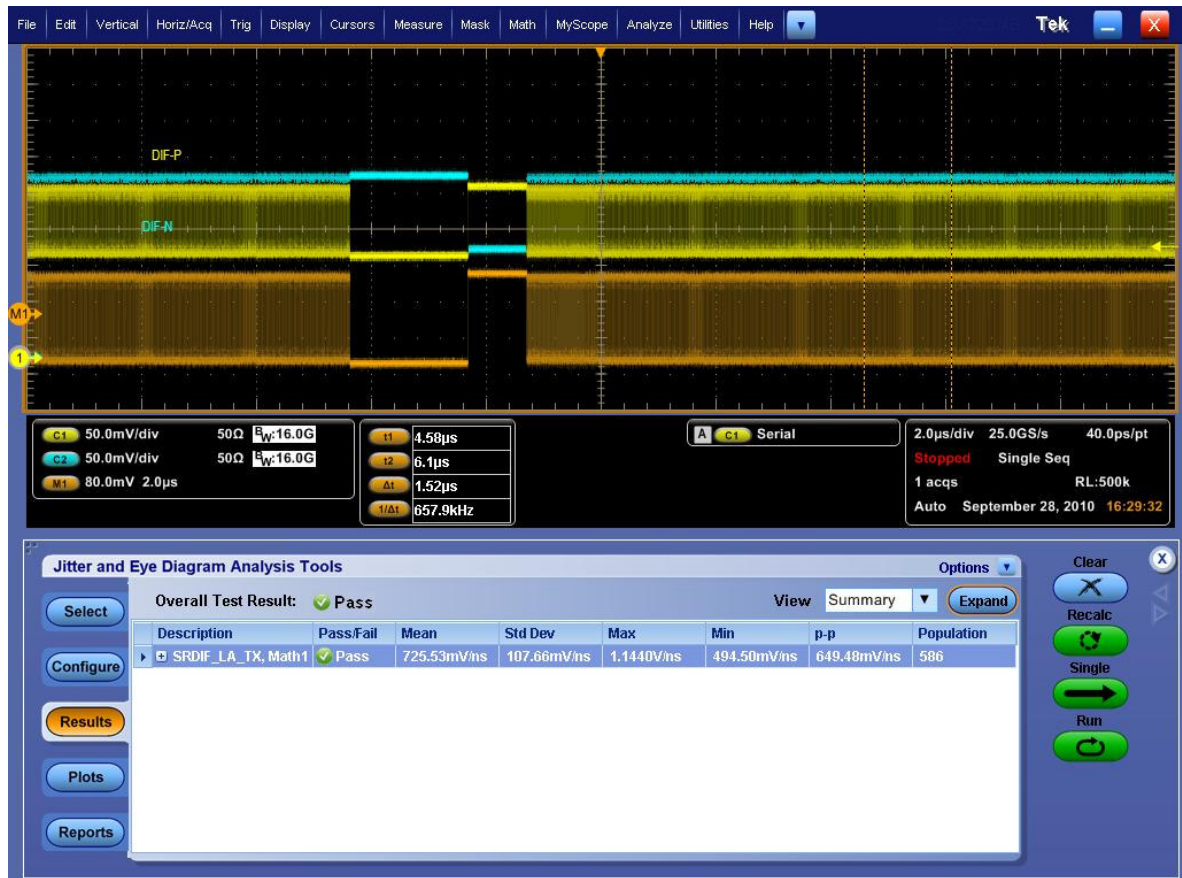 File Edit Vertical Horiz/Acq Trig Display Cursors Measure Mask Math MyScope Analyze Utilities Help Tek X
DIF-P
DIF-N
M1
1
C1 50.0mV/div 50Ω BW:16.0G
C2 50.0mV/div 50Ω BW:16.0G
M1 80.0mV 2.0µs
t1 4.58µs
t2 6.1µs
Δt 1.52µs
1/Δt 657.9kHz
A C1 Serial
2.0µs/div 25.0GS/s 40.0ps/pt
Stopped Single Seq
1 acqs RL:500k
Auto September 28, 2010 16:29:32
Jitter and Eye Diagram Analysis Tools Options
Clear
X
Select
Overall Test Result: Pass View Summary Expand
Recalc
Description Pass/Fail Mean Std Dev Max Min p-p Population
SRDIF_LA_TX, Math1 Pass 725.53mV/ns 107.66mV/ns 1.1440V/ns 494.50mV/ns 649.48mV/ns 586
Configure
Single
Results
Run
Plots
Reports